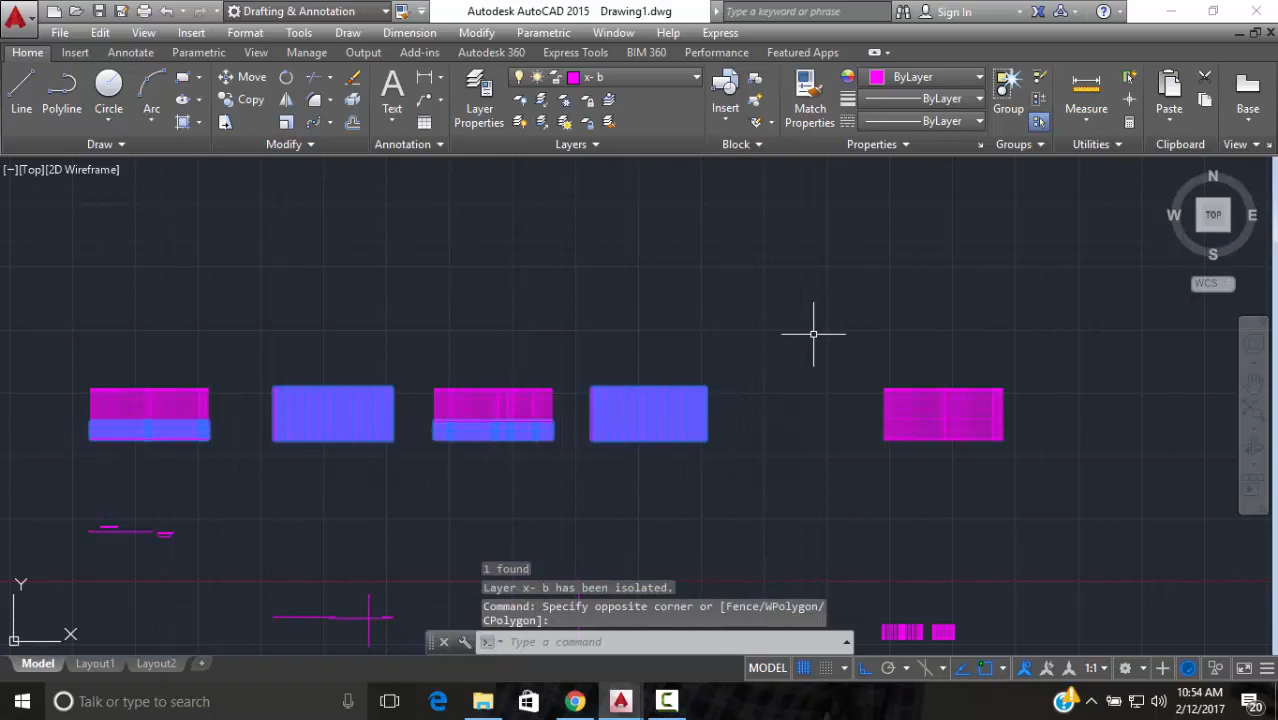 Drafting & Annotation
Autodesk AutoCAD 2015 Drawing1.dwg
Type a keyword or phrase
Sign In
File Edit View Insert Format Tools Draw Dimension Modify Parametric Window Help Express
Home Insert Annotate Parametric View Manage Output Add-ins Autodesk 360 Express Tools BIM 360 Performance Featured Apps
Line
Polyline
Circle
Arc
Move
Copy
Text
Layer
Properties
x- b
Insert
Match
Properties
ByLayer
ByLayer
ByLayer
Group
Measure
Paste
Base
Draw Modify Annotation Layers Block Properties Groups Utilities Clipboard View
[−][Top][2D Wireframe]
N
W TOP E
S
WCS
1 found
Layer x- b has been isolated.
Command: Specify opposite corner or [Fence/WPolygon/
CPolygon]:
Type a command
Y
X
Model Layout1 Layout2 +
MODEL
1:1
Talk or type to me
10:54 AM
2/12/2017
20